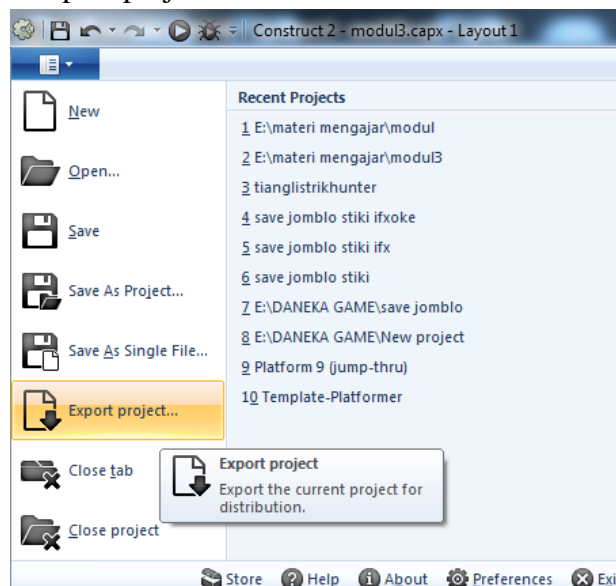 Construct 2 - modul3.capx - Layout 1
New
Open...
Save
Save As Project...
Save As Single File...
Export project...
Close tab
Close project
Recent Projects
1 E:\materi mengajar\modul
2 E:\materi mengajar\modul3
3 tianglistrikhunter
4 save jomblo stiki ifxoke
5 save jomblo stiki ifx
6 save jomblo stiki
7 E:\DANEKA GAME\save jomblo
8 E:\DANEKA GAME\New project
9 Platform 9 (jump-thru)
10 Template-Platformer
Export project
Export the current project for
distribution.
Store Help About Preferences